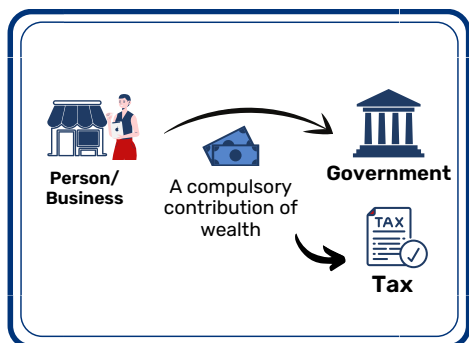 Person/
Business
A compulsory
contribution of
wealth
Government
TAX
Tax